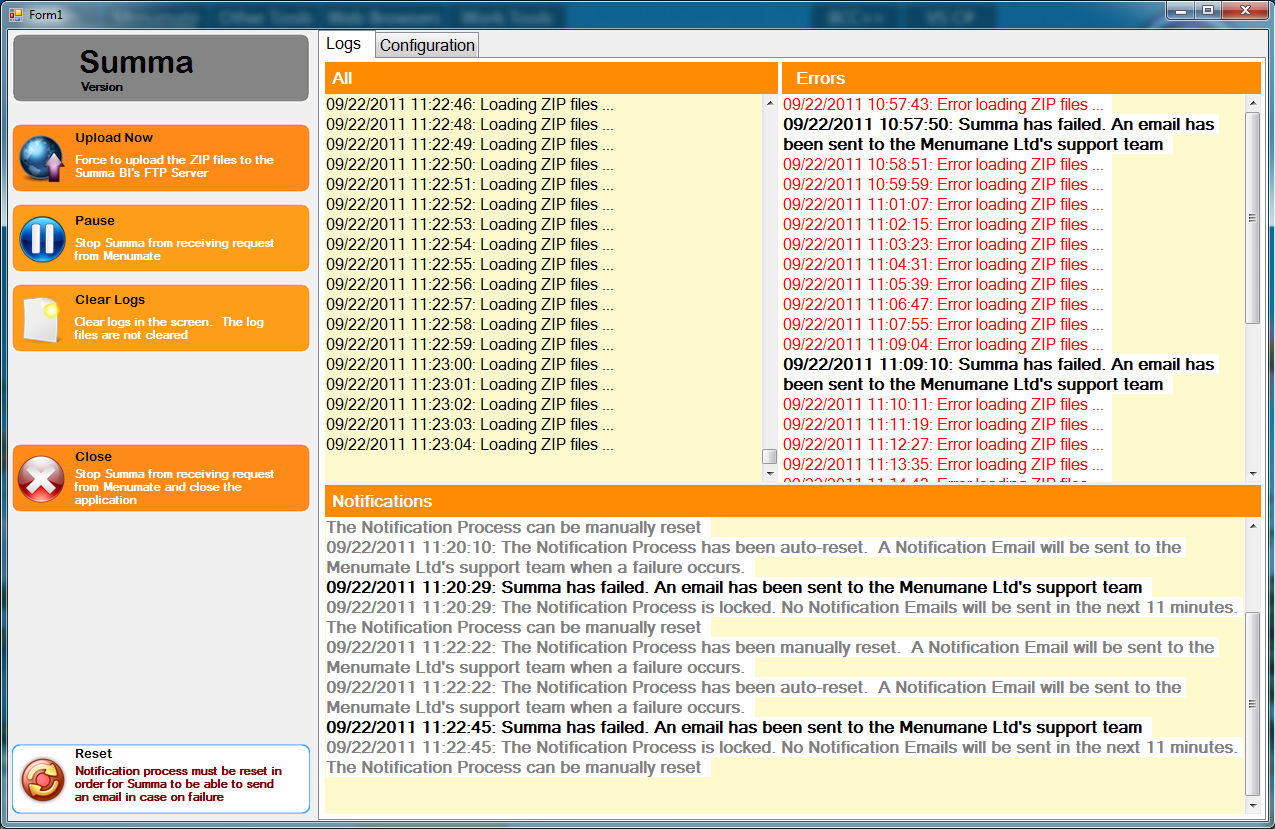 Form1
Other Tools Web Browsers Work Tools
Summa
Version
Upload Now
Force to upload the ZIP files to the
Summa BI's FTP Server
Pause
Stop Summa from receiving request
from Menumate
Clear Logs
Clear logs in the screen.  The log
files are not cleared
Close
Stop Summa from receiving request
from Menumate and close the
application
Reset
Notification process must be reset in
order for Summa to be able to send
an email in case on failure
Logs
Configuration
All
09/22/2011 11:22:46: Loading ZIP files ...
09/22/2011 11:22:48: Loading ZIP files ...
09/22/2011 11:22:49: Loading ZIP files ...
09/22/2011 11:22:50: Loading ZIP files ...
09/22/2011 11:22:51: Loading ZIP files ...
09/22/2011 11:22:52: Loading ZIP files ...
09/22/2011 11:22:53: Loading ZIP files ...
09/22/2011 11:22:54: Loading ZIP files ...
09/22/2011 11:22:55: Loading ZIP files ...
09/22/2011 11:22:56: Loading ZIP files ...
09/22/2011 11:22:57: Loading ZIP files ...
09/22/2011 11:22:58: Loading ZIP files ...
09/22/2011 11:22:59: Loading ZIP files ...
09/22/2011 11:23:00: Loading ZIP files ...
09/22/2011 11:23:01: Loading ZIP files ...
09/22/2011 11:23:02: Loading ZIP files ...
09/22/2011 11:23:03: Loading ZIP files ...
09/22/2011 11:23:04: Loading ZIP files ...
Errors
09/22/2011 10:57:43: Error loading ZIP files ...
09/22/2011 10:57:50: Summa has failed. An email has
been sent to the Menumane Ltd's support team
09/22/2011 10:58:51: Error loading ZIP files ...
09/22/2011 10:59:59: Error loading ZIP files ...
09/22/2011 11:01:07: Error loading ZIP files ...
09/22/2011 11:02:15: Error loading ZIP files ...
09/22/2011 11:03:23: Error loading ZIP files ...
09/22/2011 11:04:31: Error loading ZIP files ...
09/22/2011 11:05:39: Error loading ZIP files ...
09/22/2011 11:06:47: Error loading ZIP files ...
09/22/2011 11:07:55: Error loading ZIP files ...
09/22/2011 11:09:04: Error loading ZIP files ...
09/22/2011 11:09:10: Summa has failed. An email has
been sent to the Menumate Ltd's support team
09/22/2011 11:10:11: Error loading ZIP files ...
09/22/2011 11:11:19: Error loading ZIP files ...
09/22/2011 11:12:27: Error loading ZIP files ...
09/22/2011 11:13:35: Error loading ZIP files ...
Notifications
The Notification Process can be manually reset
09/22/2011 11:20:10: The Notification Process has been auto-reset.  A Notification Email will be sent to the
Menumate Ltd's support team when a failure occurs.
09/22/2011 11:20:29: Summa has failed. An email has been sent to the Menumate Ltd's support team
09/22/2011 11:20:29: The Notification Process is locked. No Notification Emails will be sent in the next 11 minutes.
The Notification Process can be manually reset
09/22/2011 11:22:22: The Notification Process has been manually reset.  A Notification Email will be sent to the
Menumate Ltd's support team when a failure occurs.
09/22/2011 11:22:22: The Notification Process has been auto-reset.  A Notification Email will be sent to the
Menumate Ltd's support team when a failure occurs.
09/22/2011 11:22:45: Summa has failed. An email has been sent to the Menumate Ltd's support team
09/22/2011 11:22:45: The Notification Process is locked. No Notification Emails will be sent in the next 11 minutes.
The Notification Process can be manually reset